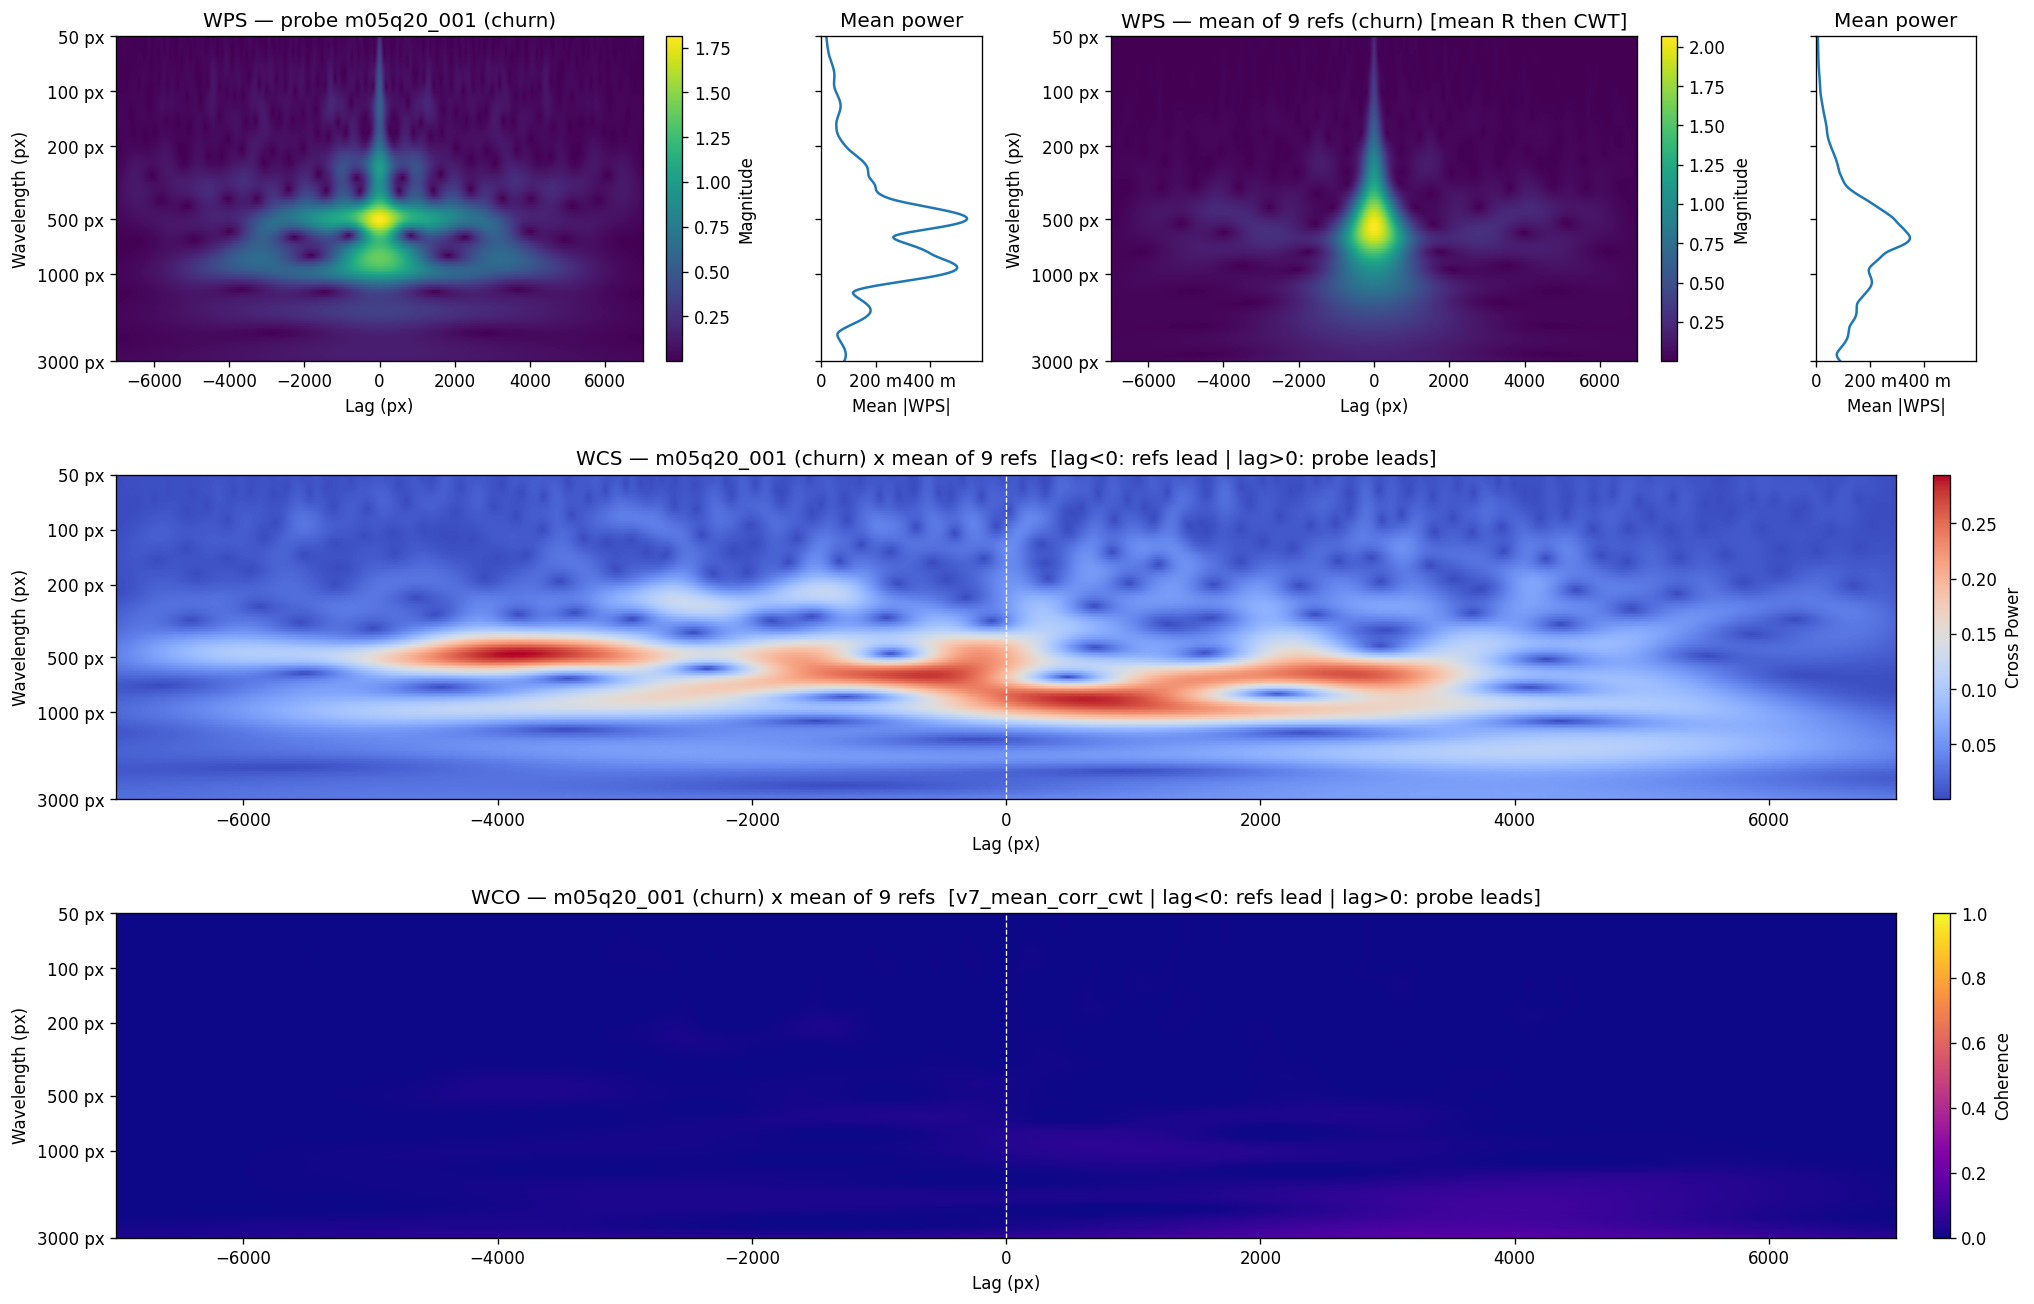 WPS — probe m05q20_001 (churn)
50 px
100 px
200 px
500 px
1000 px
3000 px
Wavelength (px)
−6000 −4000 −2000 0 2000 4000 6000
Lag (px)
1.75
1.50
1.25
1.00
0.75
0.50
0.25
Magnitude
Mean power
0 200 m 400 m
Mean |WPS|
WPS — mean of 9 refs (churn) [mean R then CWT]
50 px
100 px
200 px
500 px
1000 px
3000 px
Wavelength (px)
−6000 −4000 −2000 0 2000 4000 6000
Lag (px)
2.00
1.75
1.50
1.25
1.00
0.75
0.50
0.25
Magnitude
Mean power
0 200 m 400 m
Mean |WPS|
WCS — m05q20_001 (churn) x mean of 9 refs [lag<0: refs lead | lag>0: probe leads]
50 px
100 px
200 px
500 px
1000 px
3000 px
Wavelength (px)
−6000 −4000 −2000 0 2000 4000 6000
Lag (px)
0.25
0.20
0.15
0.10
0.05
Cross Power
WCO — m05q20_001 (churn) x mean of 9 refs [v7_mean_corr_cwt | lag<0: refs lead | lag>0: probe leads]
50 px
100 px
200 px
500 px
1000 px
3000 px
Wavelength (px)
−6000 −4000 −2000 0 2000 4000 6000
Lag (px)
1.0
0.8
0.6
0.4
0.2
0.0
Coherence